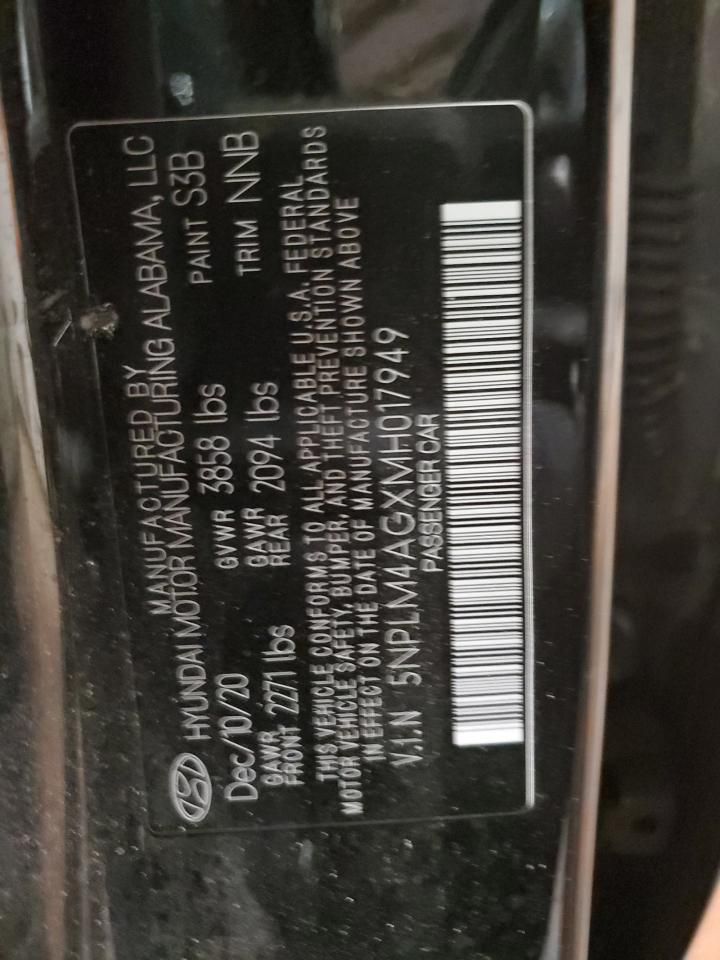 MANUFACTURED BY
HYUNDAI MOTOR MANUFACTURING ALABAMA, LLC
Dec/10/20 GVWR 3858 lbs PAINT S3B
GAWR FRONT 2271 lbs GAWR REAR 2094 lbs TRIM NNB
THIS VEHICLE CONFORMS TO ALL APPLICABLE U.S.A. FEDERAL
MOTOR VEHICLE SAFETY, BUMPER, AND THEFT PREVENTION STANDARDS
IN EFFECT ON THE DATE OF MANUFACTURE SHOWN ABOVE
V.I.N 5NPLM4AGXMH017949
PASSENGER CAR